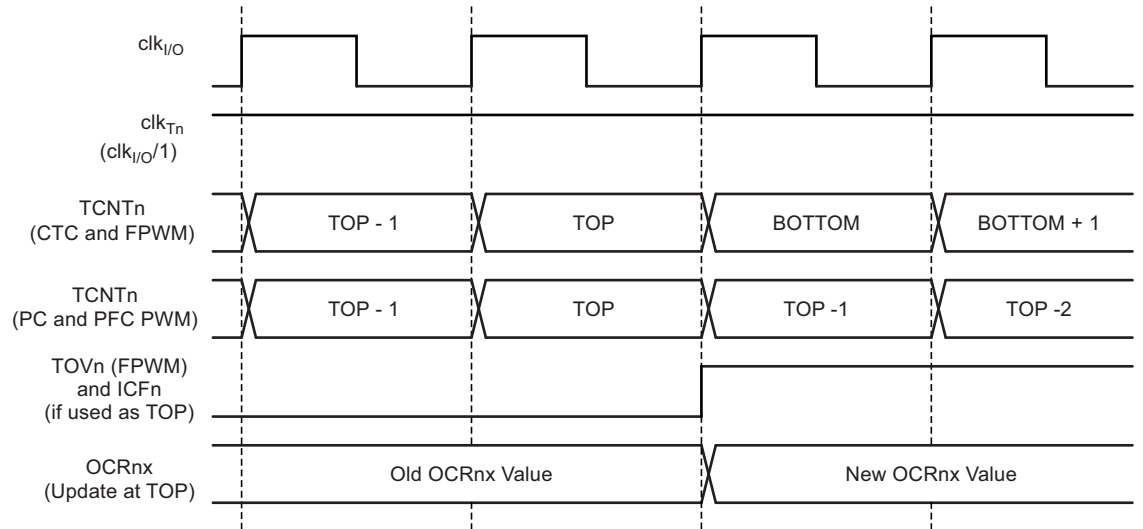 clkI/O
clkTn
(clkI/O/1)
TCNTn
(CTC and FPWM)
TOP - 1
TOP
BOTTOM
BOTTOM + 1
TCNTn
(PC and PFC PWM)
TOP - 1
TOP
TOP -1
TOP -2
TOVn (FPWM)
and ICFn
(if used as TOP)
OCRnx
(Update at TOP)
Old OCRnx Value
New OCRnx Value